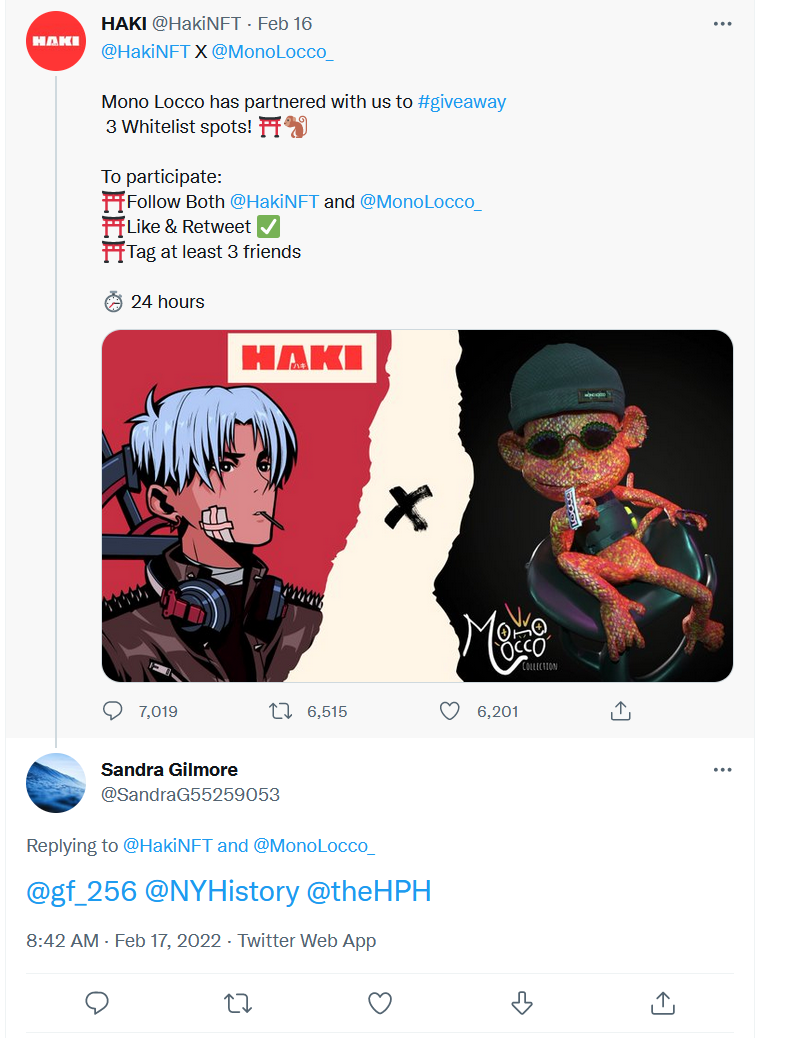 HAKI
HAKI @HakiNFT · Feb 16
@HakiNFT X @MonoLocco_
Mono Locco has partnered with us to #giveaway
3 Whitelist spots! ⛩️🐒
To participate:
⛩️Follow Both @HakiNFT and @MonoLocco_
⛩️Like & Retweet ✅
⛩️Tag at least 3 friends
⏱️ 24 hours
HAKI
ハキ
X
MONO
LOCCO
COLLECTION
7,019 6,515 6,201
Sandra Gilmore
@SandraG55259053
Replying to @HakiNFT and @MonoLocco_
@gf_256 @NYHistory @theHPH
8:42 AM · Feb 17, 2022 · Twitter Web App